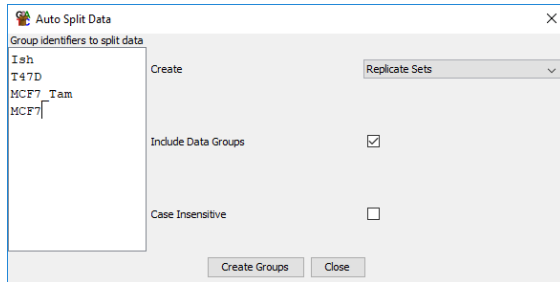 Auto Split Data
Group identifiers to split data
Ish
T47D
MCF7_Tam
MCF7
Create
Replicate Sets
Include Data Groups
Case Insensitive
Create Groups
Close